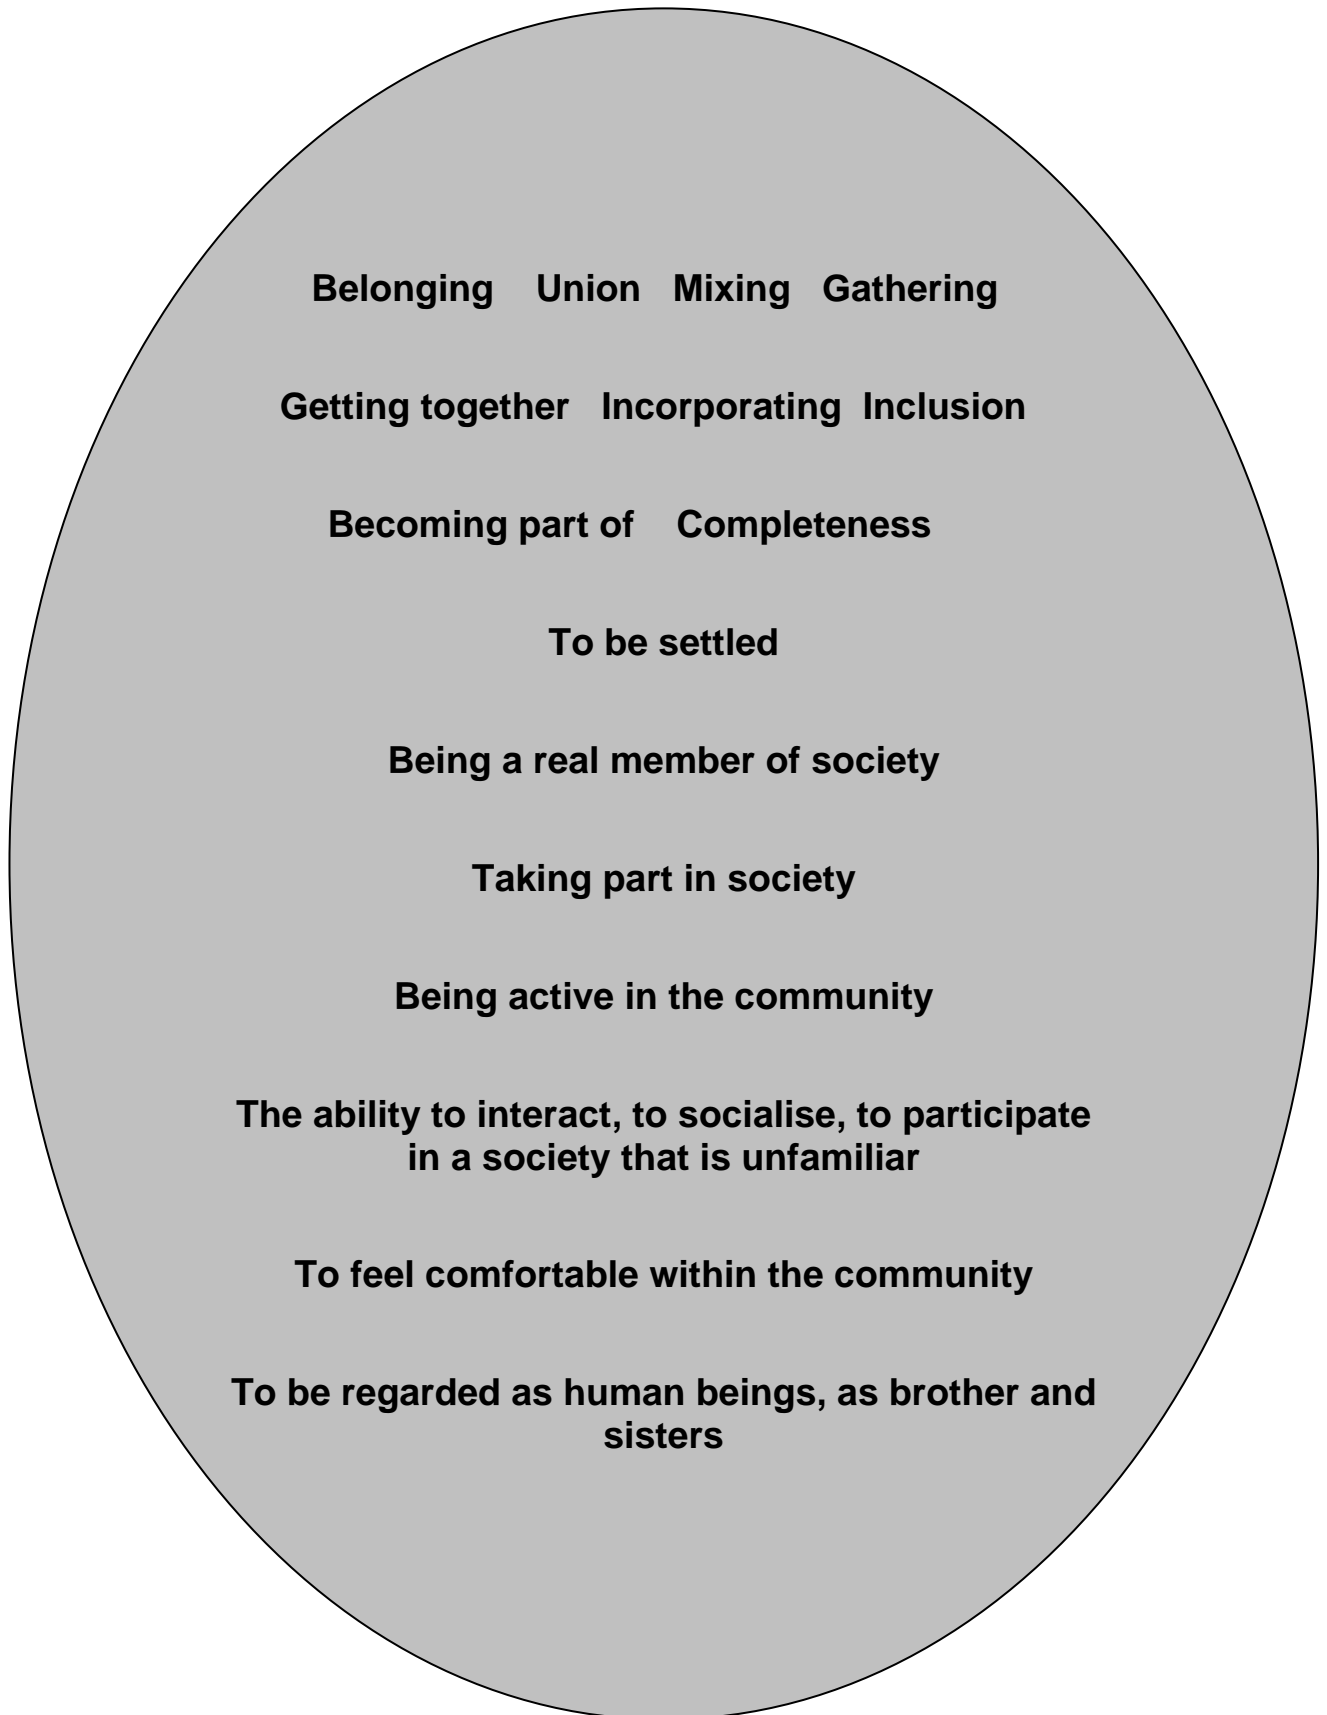 Belonging Union Mixing Gathering
Getting together Incorporating Inclusion
Becoming part of Completeness
To be settled
Being a real member of society
Taking part in society
Being active in the community
The ability to interact, to socialise, to participate
in a society that is unfamiliar
To feel comfortable within the community
To be regarded as human beings, as brother and
sisters